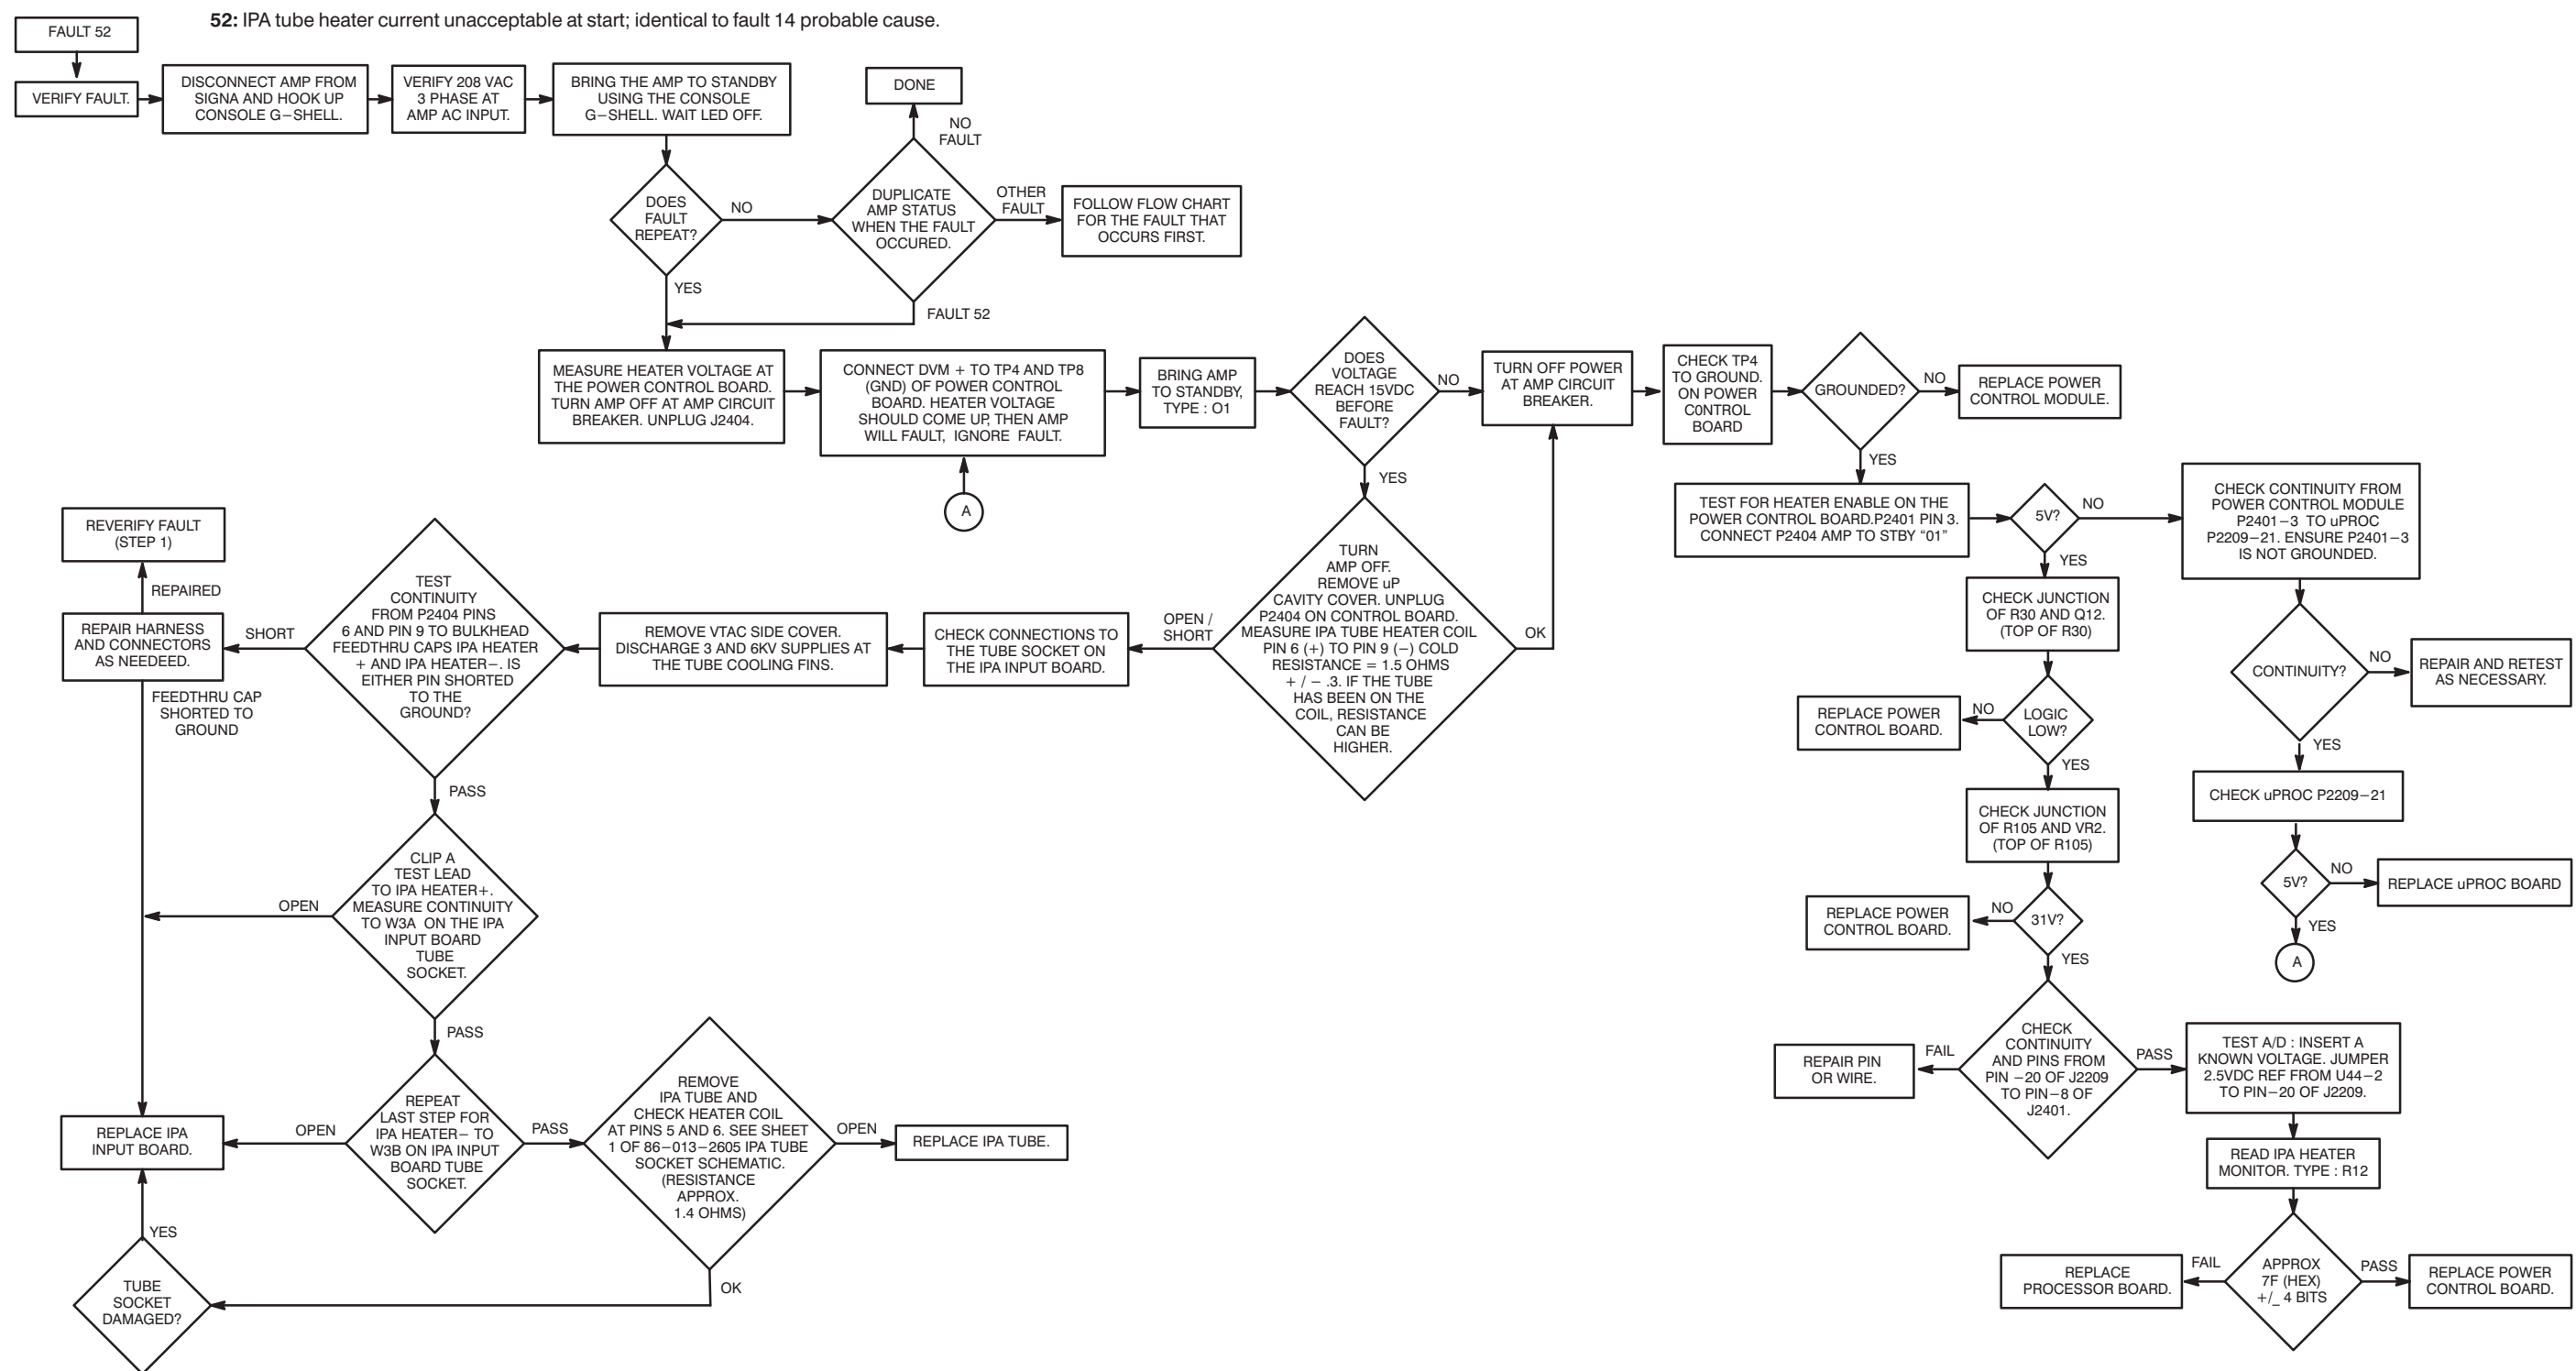 52: IPA tube heater current unacceptable at start; identical to fault 14 probable cause.
FAULT 52
VERIFY FAULT.
DISCONNECT AMP FROM
SIGNA AND HOOK UP
CONSOLE G–SHELL.
VERIFY 208 VAC
3 PHASE AT
AMP AC INPUT.
BRING THE AMP TO STANDBY
USING THE CONSOLE
G–SHELL. WAIT LED OFF.
DONE
NO
FAULT
DOES
FAULT
REPEAT?
NO
DUPLICATE
AMP STATUS
WHEN THE FAULT
OCCURED.
OTHER
FAULT
FOLLOW FLOW CHART
FOR THE FAULT THAT
OCCURS FIRST.
YES
FAULT 52
MEASURE HEATER VOLTAGE AT
THE POWER CONTROL BOARD.
TURN AMP OFF AT AMP CIRCUIT
BREAKER. UNPLUG J2404.
CONNECT DVM + TO TP4 AND TP8
(GND) OF POWER CONTROL
BOARD. HEATER VOLTAGE
SHOULD COME UP, THEN AMP
WILL FAULT, IGNORE FAULT.
A
BRING AMP
TO STANDBY,
TYPE : O1
DOES
VOLTAGE
REACH 15VDC
BEFORE
FAULT?
NO
TURN OFF POWER
AT AMP CIRCUIT
BREAKER.
CHECK TP4
TO GROUND.
ON POWER
C0NTROL
BOARD
GROUNDED?
NO
REPLACE POWER
CONTROL MODULE.
YES
YES
TEST FOR HEATER ENABLE ON THE
POWER CONTROL BOARD.P2401 PIN 3.
CONNECT P2404 AMP TO STBY “01”
5V?
NO
CHECK CONTINUITY FROM
POWER CONTROL MODULE
P2401–3 TO uPROC
P2209–21. ENSURE P2401–3
IS NOT GROUNDED.
YES
CHECK JUNCTION
OF R30 AND Q12.
(TOP OF R30)
CONTINUITY?
NO
REPAIR AND RETEST
AS NECESSARY.
YES
LOGIC
LOW?
NO
REPLACE POWER
CONTROL BOARD.
YES
CHECK uPROC P2209–21
CHECK JUNCTION
OF R105 AND VR2.
(TOP OF R105)
5V?
NO
REPLACE uPROC BOARD
YES
A
31V?
NO
REPLACE POWER
CONTROL BOARD.
YES
CHECK
CONTINUITY
AND PINS FROM
PIN –20 OF J2209
TO PIN–8 OF
J2401.
FAIL
REPAIR PIN
OR WIRE.
PASS
TEST A/D : INSERT A
KNOWN VOLTAGE. JUMPER
2.5VDC REF FROM U44–2
TO PIN–20 OF J2209.
READ IPA HEATER
MONITOR. TYPE : R12
APPROX
7F (HEX)
+/_ 4 BITS
FAIL
REPLACE
PROCESSOR BOARD.
PASS
REPLACE POWER
CONTROL BOARD.
TURN
AMP OFF.
REMOVE uP
CAVITY COVER. UNPLUG
P2404 ON CONTROL BOARD.
MEASURE IPA TUBE HEATER COIL
PIN 6 (+) TO PIN 9 (–) COLD
RESISTANCE = 1.5 OHMS
+ / – .3. IF THE TUBE
HAS BEEN ON THE
COIL, RESISTANCE
CAN BE
HIGHER.
OK
OPEN /
SHORT
CHECK CONNECTIONS TO
THE TUBE SOCKET ON
THE IPA INPUT BOARD.
REMOVE VTAC SIDE COVER.
DISCHARGE 3 AND 6KV SUPPLIES AT
THE TUBE COOLING FINS.
TEST
CONTINUITY
FROM P2404 PINS
6 AND PIN 9 TO BULKHEAD
FEEDTHRU CAPS IPA HEATER
+ AND IPA HEATER–. IS
EITHER PIN SHORTED
TO THE
GROUND?
SHORT
REPAIR HARNESS
AND CONNECTORS
AS NEEDEED.
REPAIRED
REVERIFY FAULT
(STEP 1)
FEEDTHRU CAP
SHORTED TO
GROUND
PASS
CLIP A
TEST LEAD
TO IPA HEATER+.
MEASURE CONTINUITY
TO W3A ON THE IPA
INPUT BOARD
TUBE
SOCKET.
OPEN
PASS
REPEAT
LAST STEP FOR
IPA HEATER– TO
W3B ON IPA INPUT
BOARD TUBE
SOCKET.
OPEN
REPLACE IPA
INPUT BOARD.
PASS
REMOVE
IPA TUBE AND
CHECK HEATER COIL
AT PINS 5 AND 6. SEE SHEET
1 OF 86–013–2605 IPA TUBE
SOCKET SCHEMATIC.
(RESISTANCE
APPROX.
1.4 OHMS)
OPEN
REPLACE IPA TUBE.
OK
YES
TUBE
SOCKET
DAMAGED?